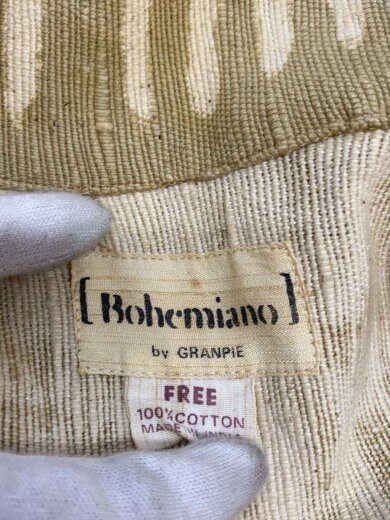 [Bohemiano]
by GRANPIE
FREE
100% COTTON
MADE IN INDIA